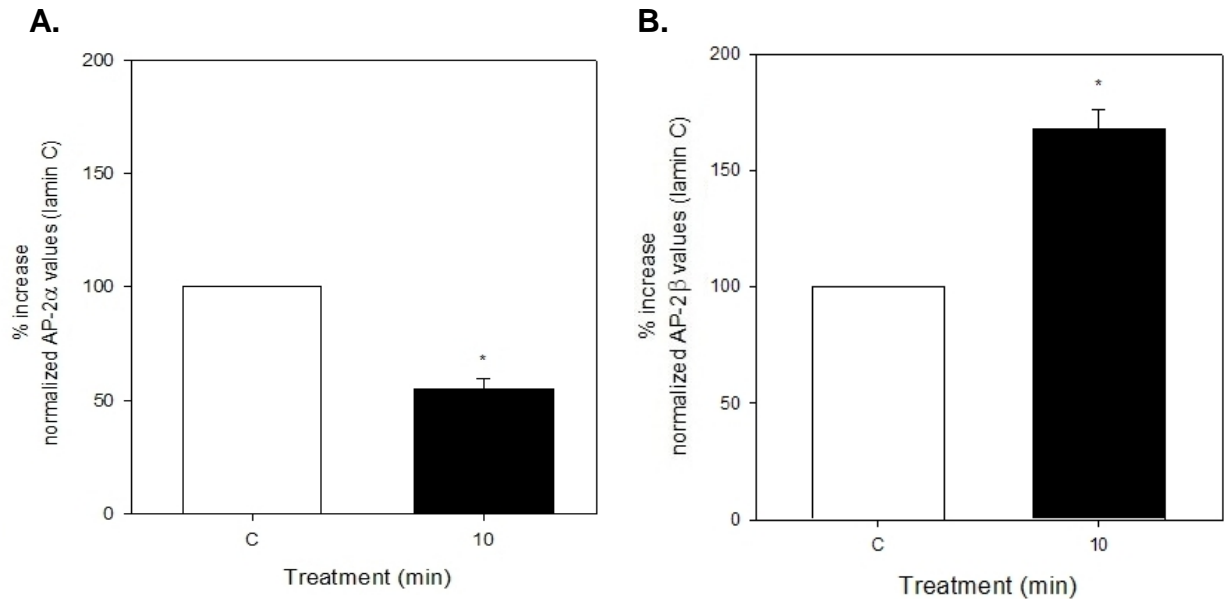 A.
200
150
100
50
0
% increase
normalized AP-2α values (lamin C)
*
C
10
Treatment (min)
B.
200
150
100
50
0
% increase
normalized AP-2β values (lamin C)
*
C
10
Treatment (min)